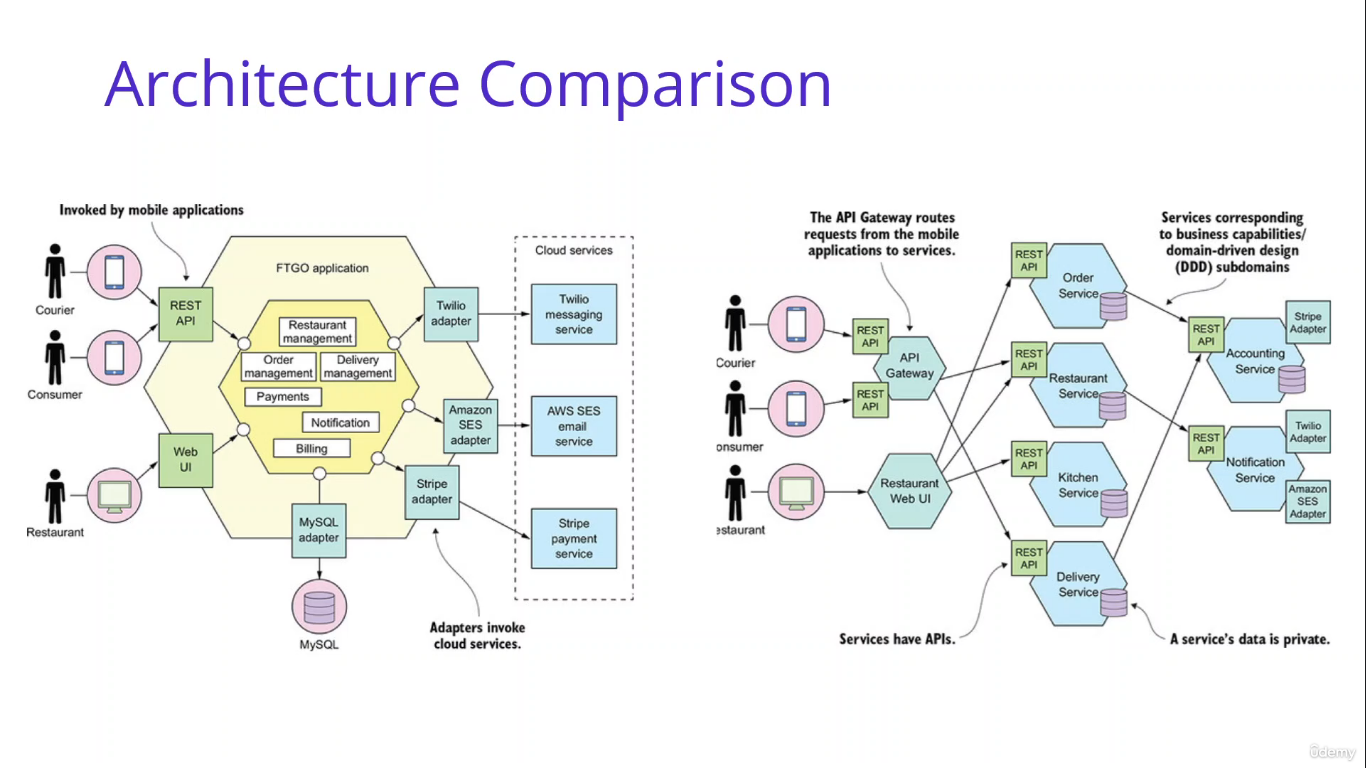 Architecture Comparison
Invoked by mobile applications
FTGO application
Courier
Consumer
Restaurant
REST
API
Web
UI
Restaurant
management
Order
management
Delivery
management
Payments
Notification
Billing
Twilio
adapter
Amazon
SES
adapter
Stripe
adapter
MySQL
adapter
MySQL
Cloud services
Twilio
messaging
service
AWS SES
email
service
Stripe
payment
service
Adapters invoke
cloud services.
The API Gateway routes
requests from the mobile
applications to services.
Services corresponding
to business capabilities/
domain-driven design
(DDD) subdomains
Courier
onsumer
estaurant
REST
API
REST
API
API
Gateway
Restaurant
Web UI
REST
API
Order
Service
REST
API
Restaurant
Service
REST
API
Kitchen
Service
REST
API
Delivery
Service
REST
API
Accounting
Service
Stripe
Adapter
REST
API
Notification
Service
Twilio
Adapter
Amazon
SES
Adapter
Services have APIs.
A service's data is private.
ûdemy